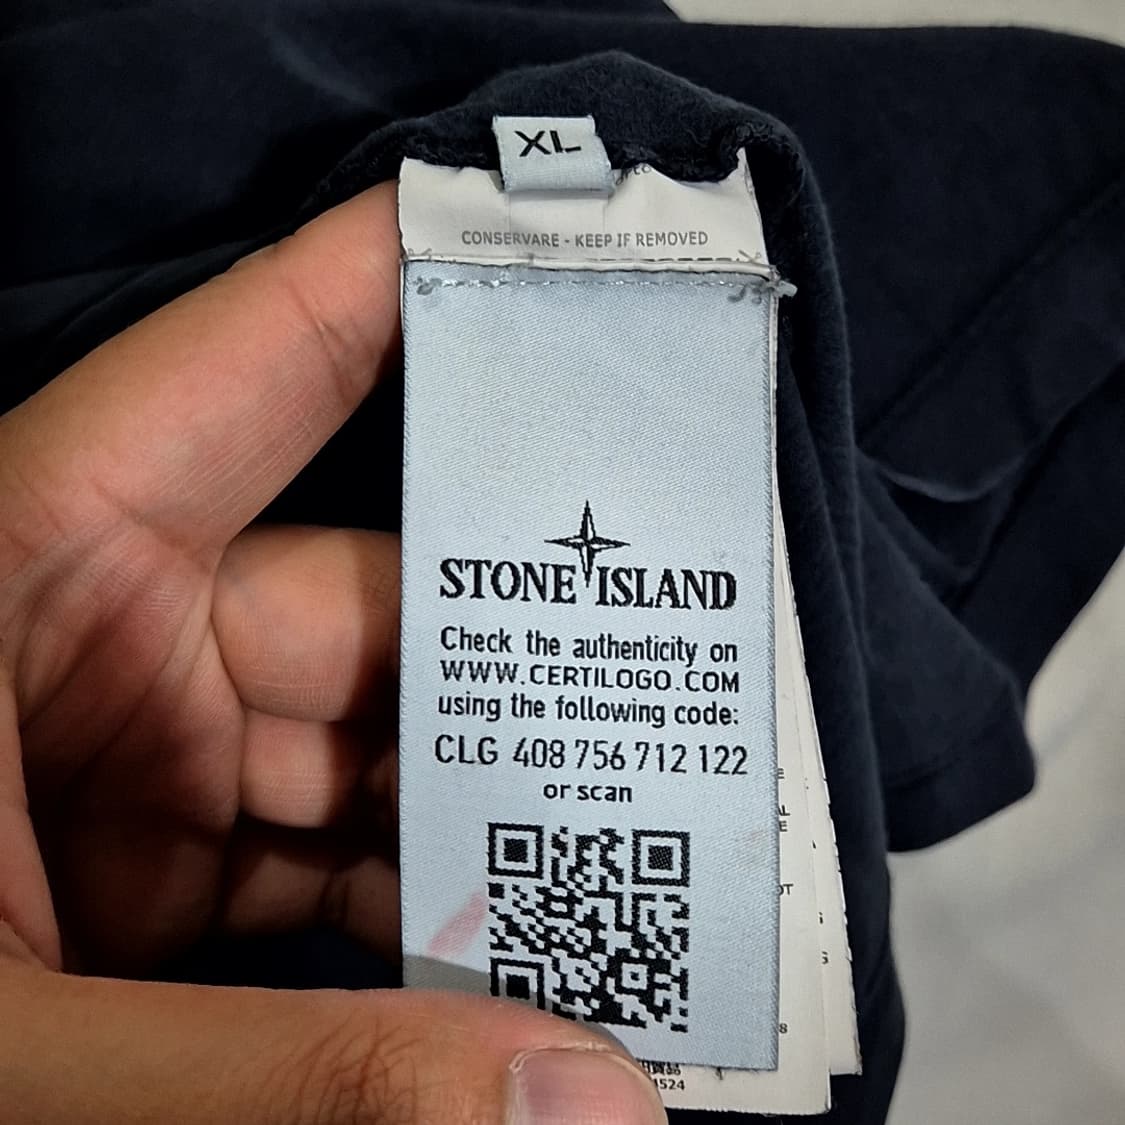 XL
CONSERVARE - KEEP IF REMOVED
STONE ISLAND
Check the authenticity on
WWW.CERTILOGO.COM
using the following code:
CLG 408 756 712 122
or scan